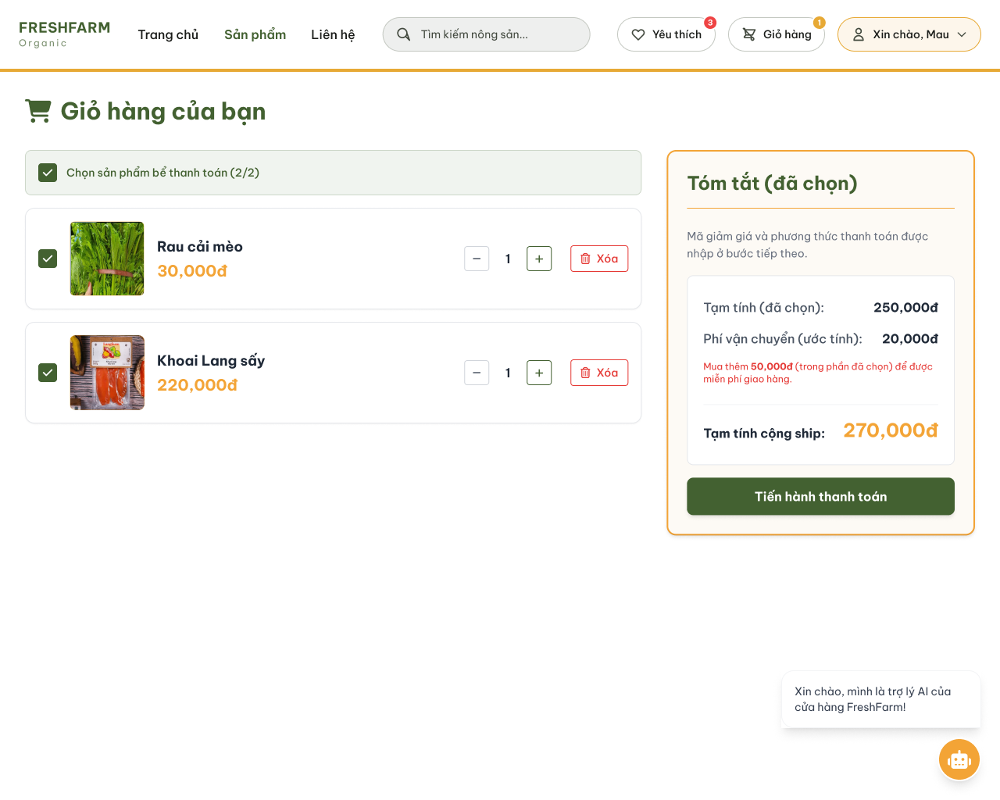 FRESHFARM
Organic
Trang chủ
Sản phẩm
Liên hệ
Tìm kiếm nông sản...
Yêu thích
3
Giỏ hàng
1
Xin chào, Mau
Giỏ hàng của bạn
Chọn sản phẩm bể thanh toán (2/2)
Rau cải mèo
30,000đ
1
Xóa
Khoai Lang sấy
220,000đ
1
Xóa
Tóm tắt (đã chọn)
Mã giảm giá và phương thức thanh toán được
nhập ở bước tiếp theo.
Tạm tính (đã chọn): 250,000đ
Phí vận chuyển (ước tính): 20,000đ
Mua thêm 50,000đ (trong phần đã chọn) để được
miễn phí giao hàng.
Tạm tính cộng ship: 270,000đ
Tiến hành thanh toán
Xin chào, mình là trợ lý AI của
cửa hàng FreshFarm!